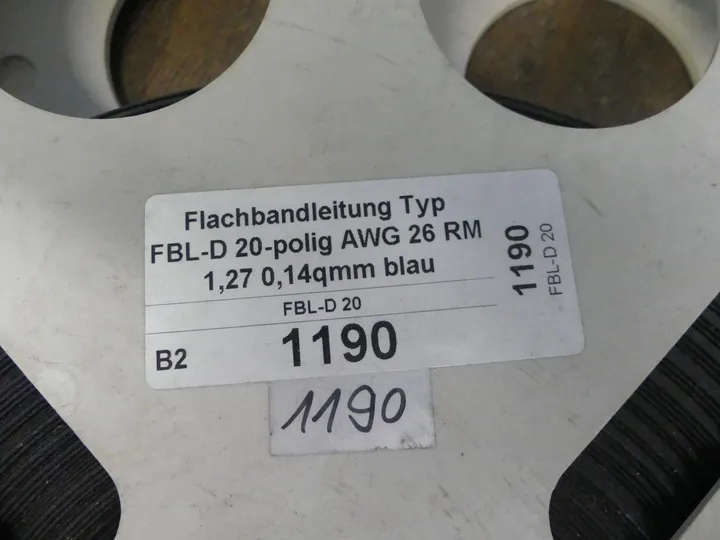 Flachbandleitung Typ
FBL-D 20-polig AWG 26 RM
1,27 0,14qmm blau
FBL-D 20
B2
1190
1190
FBL-D 20
1190